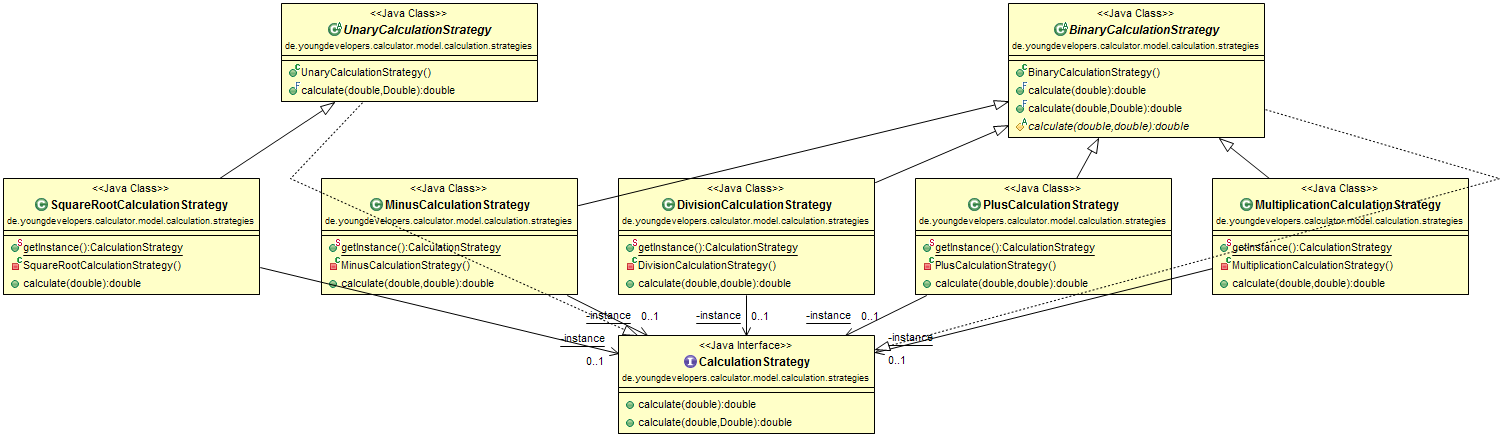 <<Java Class>>
UnaryCalculationStrategy
de.youngdevelopers.calculator.model.calculation.strategies
UnaryCalculationStrategy()
calculate(double,Double):double
<<Java Class>>
BinaryCalculationStrategy
de.youngdevelopers.calculator.model.calculation.strategies
BinaryCalculationStrategy()
calculate(double):double
calculate(double,Double):double
calculate(double,double):double
<<Java Class>>
SquareRootCalculationStrategy
de.youngdevelopers.calculator.model.calculation.strategies
getInstance():CalculationStrategy
SquareRootCalculationStrategy()
calculate(double):double
<<Java Class>>
MinusCalculationStrategy
de.youngdevelopers.calculator.model.calculation.strategies
getInstance():CalculationStrategy
MinusCalculationStrategy()
calculate(double,double):double
<<Java Class>>
DivisionCalculationStrategy
de.youngdevelopers.calculator.model.calculation.strategies
getInstance():CalculationStrategy
DivisionCalculationStrategy()
calculate(double,double):double
<<Java Class>>
PlusCalculationStrategy
de.youngdevelopers.calculator.model.calculation.strategies
getInstance():CalculationStrategy
PlusCalculationStrategy()
calculate(double,double):double
<<Java Class>>
MultiplicationCalculationStrategy
de.youngdevelopers.calculator.model.calculation.strategies
getInstance():CalculationStrategy
MultiplicationCalculationStrategy()
calculate(double,double):double
-instance 0..1
-instance 0..1
-instance 0..1
-instance
0..1
-instance
0..1
<<Java Interface>>
CalculationStrategy
de.youngdevelopers.calculator.model.calculation.strategies
calculate(double):double
calculate(double,Double):double